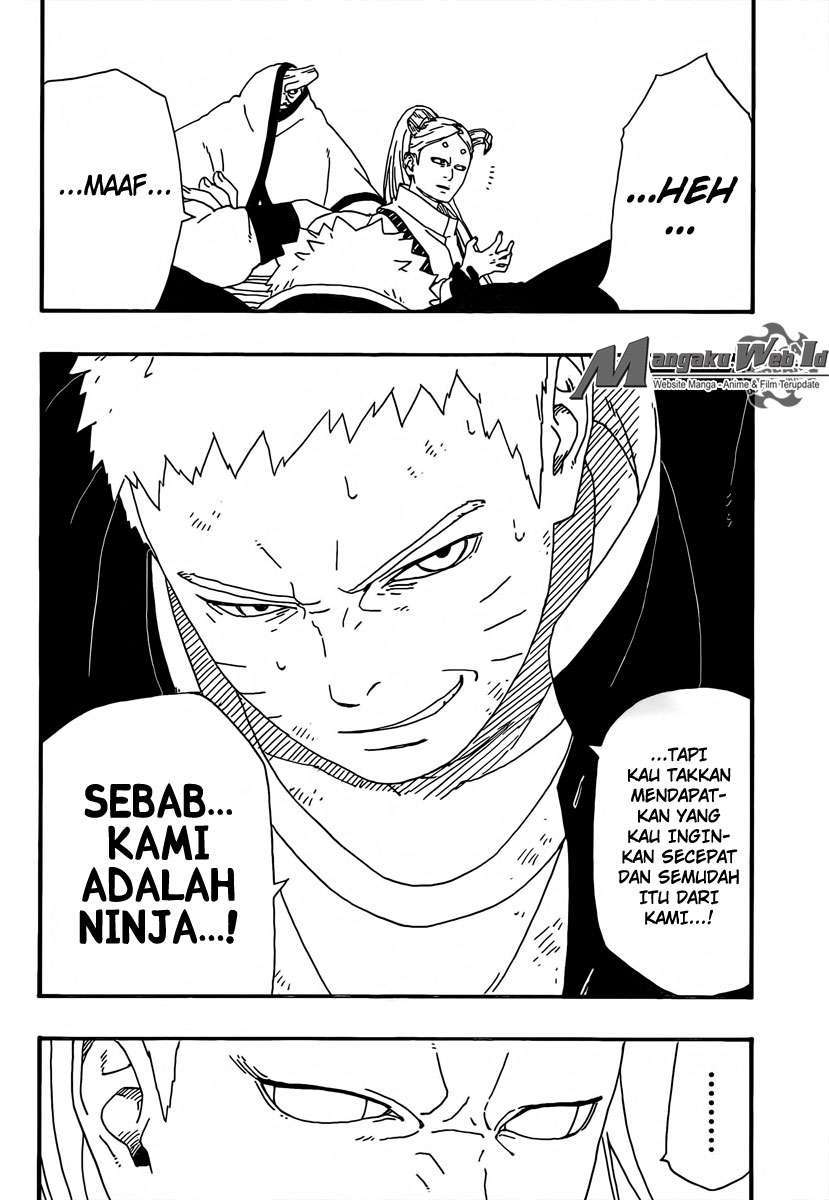 ...HEH
...
...MAAF...
Mangaku.Web.Id
Website Manga - Anime & Film Terupdate
...TAPI
KAU TAKKAN
MENDAPAT-
KAN YANG
KAU INGIN-
KAN SECEPAT
DAN SEMUDAH
ITU DARI
KAMI...!
SEBAB...
KAMI
ADALAH
NINJA...!
.........